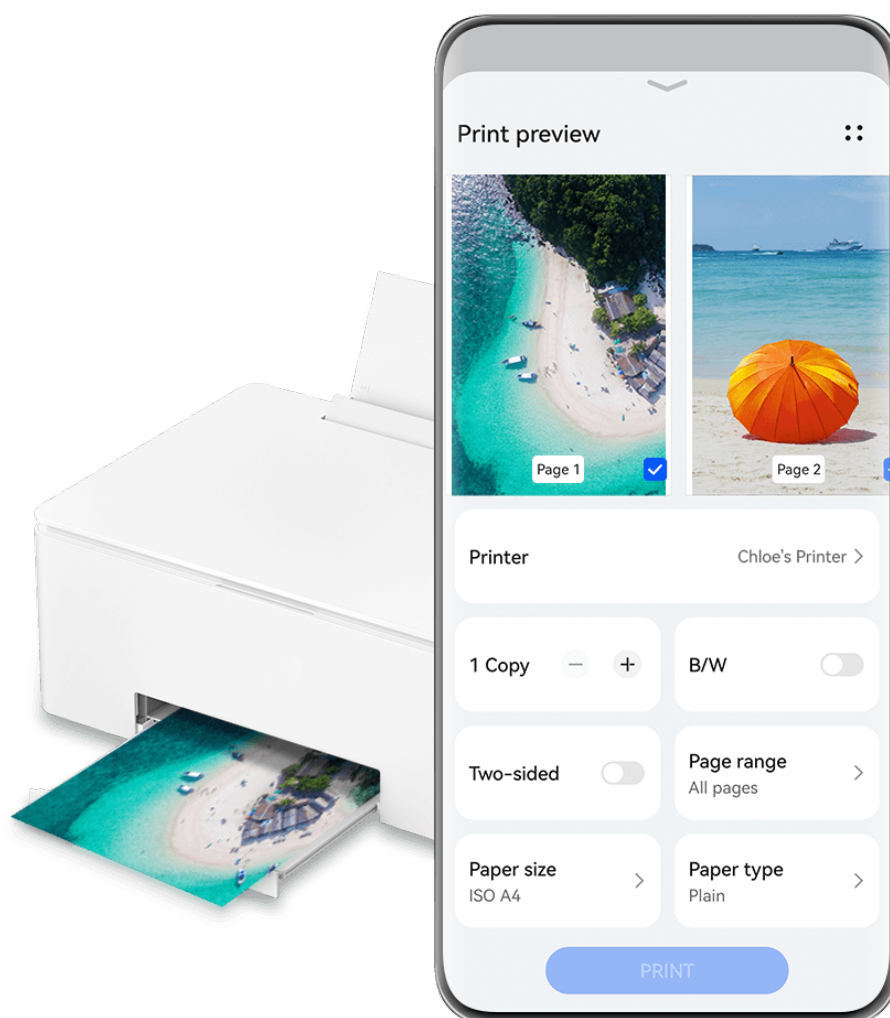 Print preview
Page 1
Page 2
Printer
Chloe's Printer
1 Copy
B/W
Two-sided
Page range
All pages
Paper size
ISO A4
Paper type
Plain
PRINT